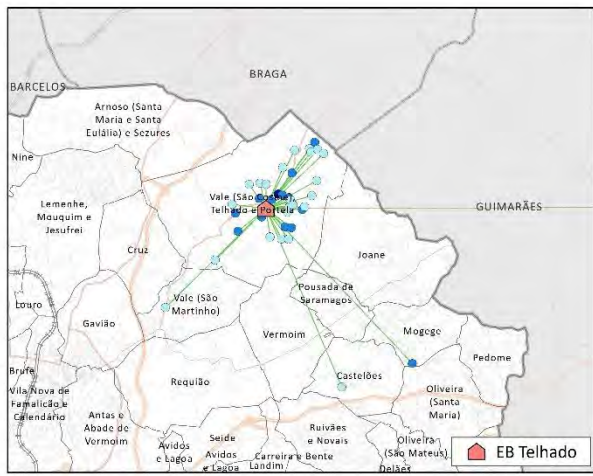 BRAGA
BARCELOS
Arnoso (Santa
Maria e Santa
Eulália) e Sezures
Nine
Vale (São Cosme),
Telhado e Portela
GUIMARÃES
Lemenhe,
Mouquim e
Jesufrei
Cruz
Joane
Pousada de
Saramagos
Louro
Vale (São
Martinho)
Gavião
Vermoim
Mogege
Pedome
Brufe
Requião
Castelões
Vila Nova de
Famalicão e
Calendário
Antas e
Abade de
Vermoim
Oliveira
(Santa
Maria)
Seide
Ruivães
e Novais
Avidos
e Lagoa
Avidos
e Lagoa
Carreira e Bente
Landim
Oliveira
(São Mateus)
Delães
EB Telhado